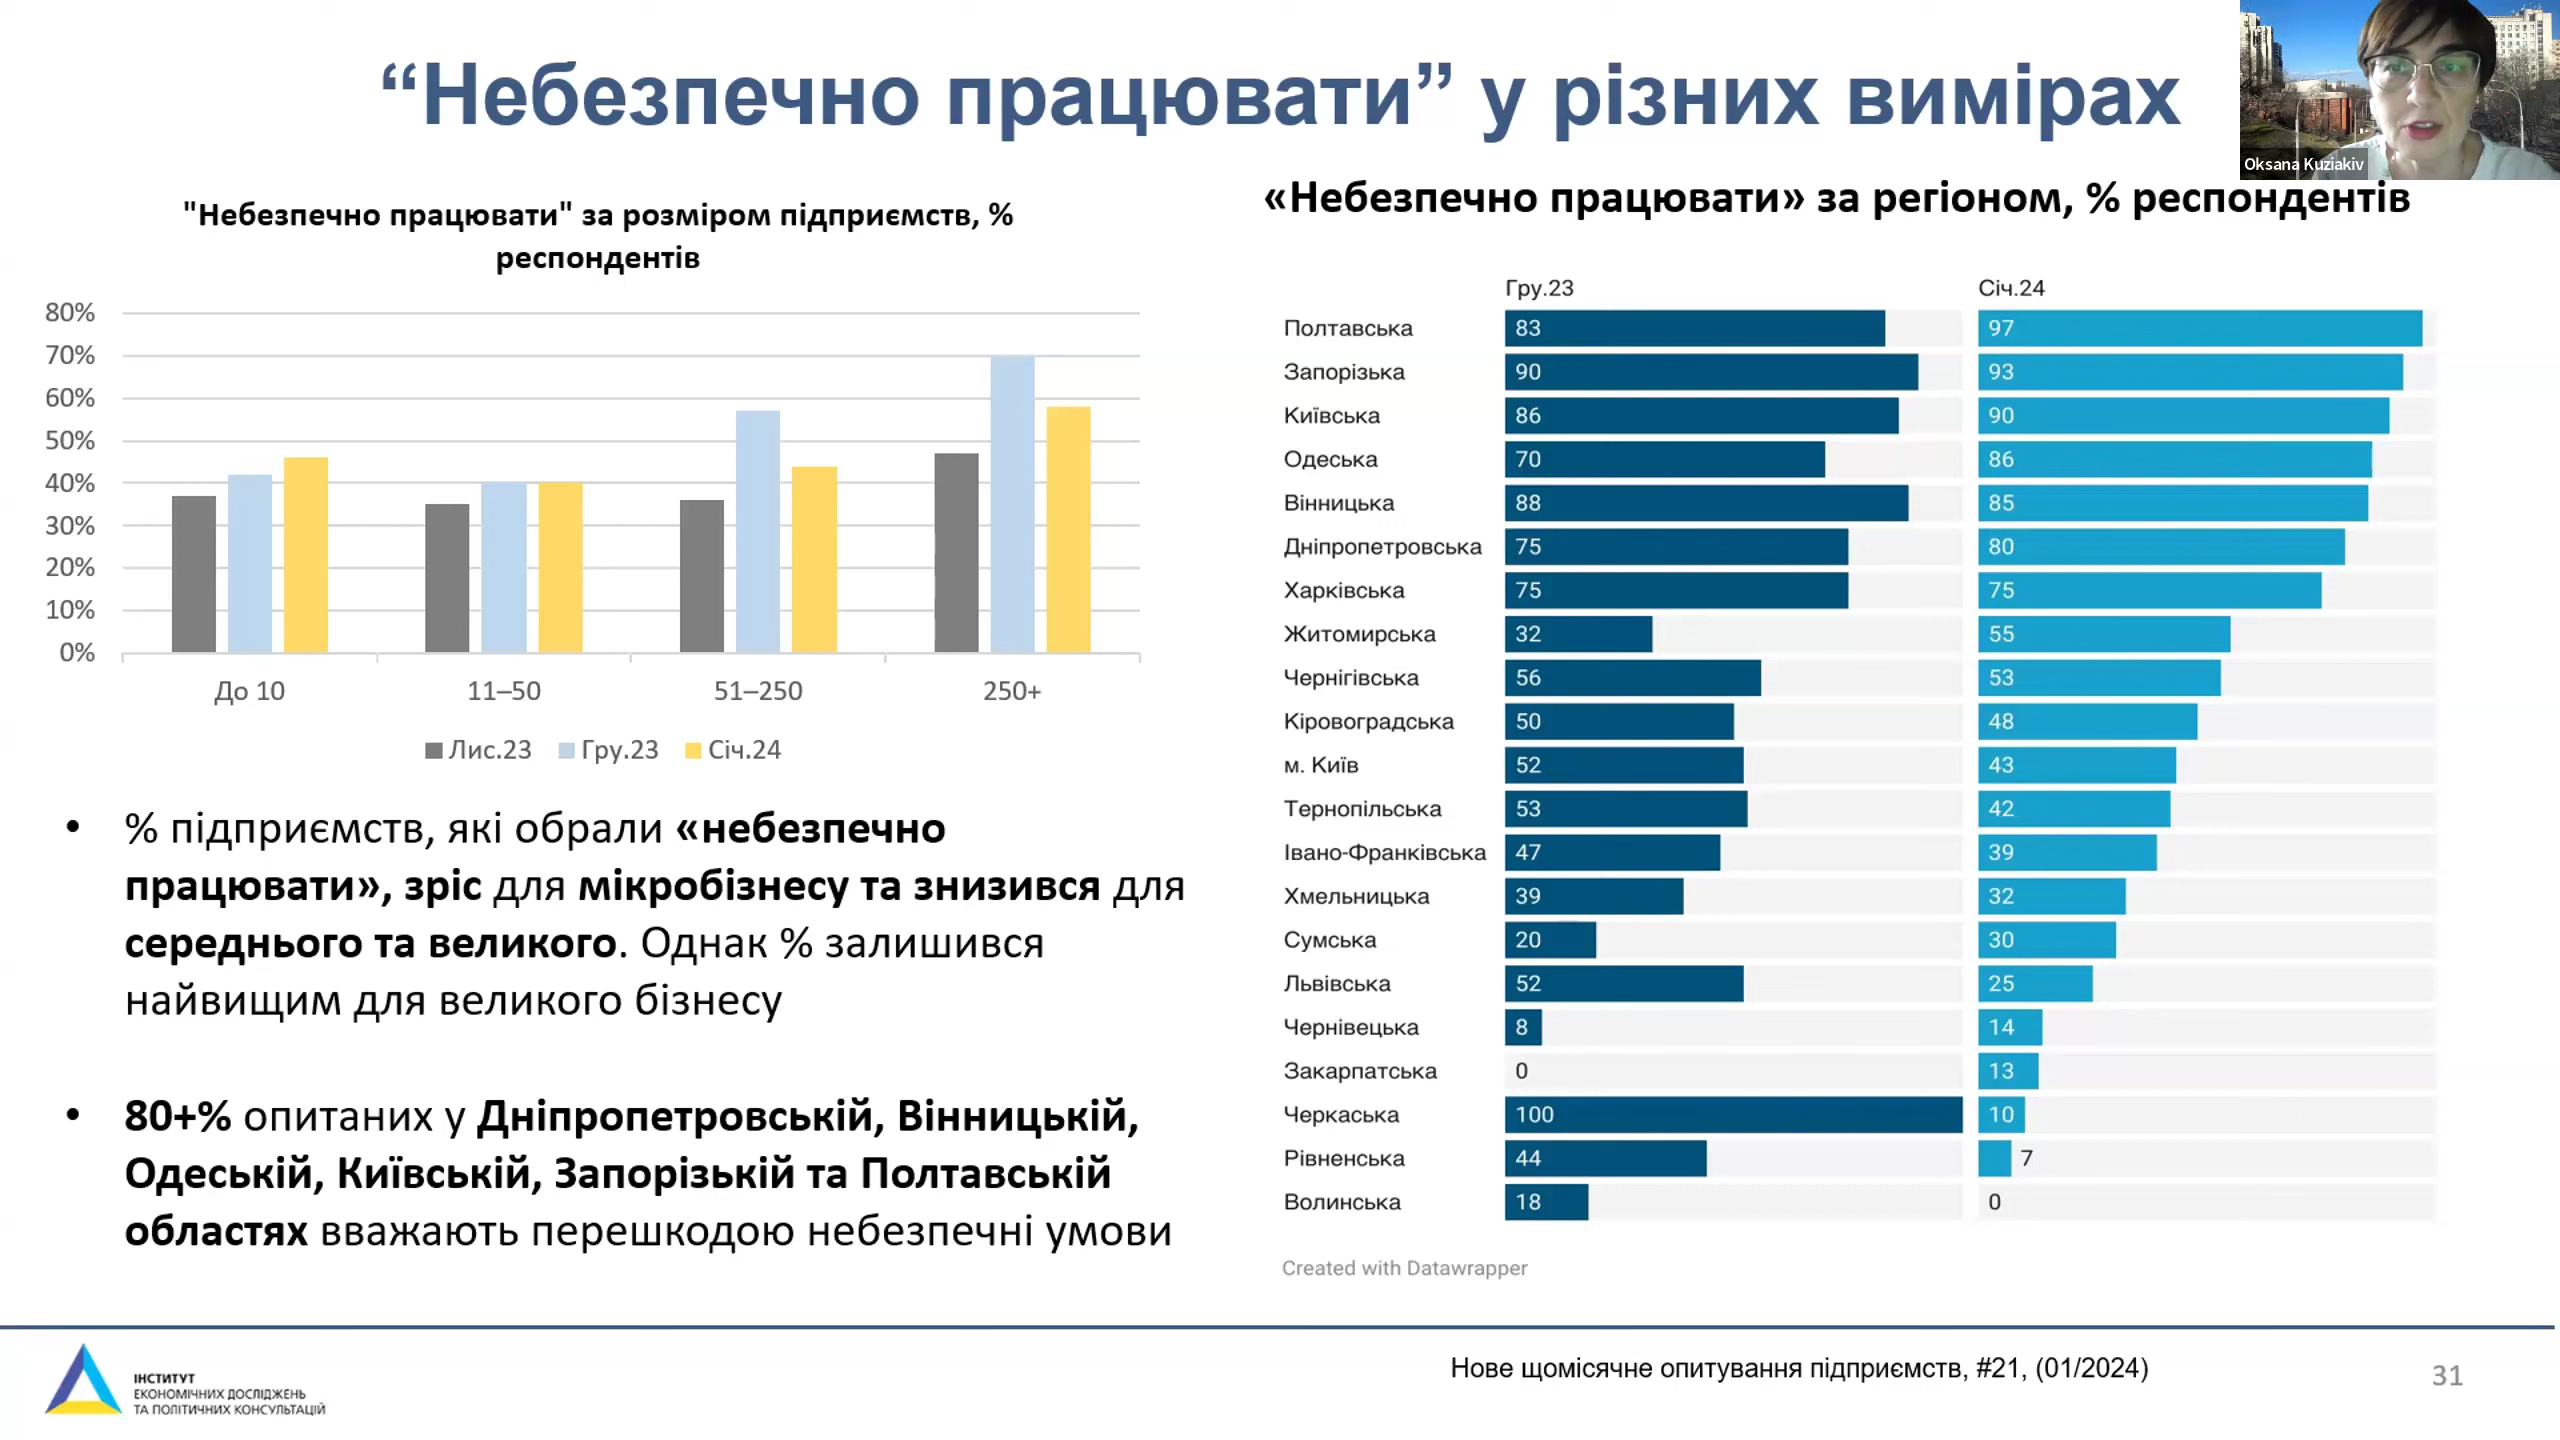 “Небезпечно працювати” у різних вимірах
Oksana Kuziakiv
"Небезпечно працювати" за розміром підприємств, %
респондентів
80%
70%
60%
50%
40%
30%
20%
10%
0%
До 10 11–50 51–250 250+
Лис.23 Гру.23 Січ.24
• % підприємств, які обрали «небезпечно
працювати», зріс для мікробізнесу та знизився для
середнього та великого. Однак % залишився
найвищим для великого бізнесу
• 80+% опитаних у Дніпропетровській, Вінницькій,
Одеській, Київській, Запорізькій та Полтавській
областях вважають перешкодою небезпечні умови
«Небезпечно працювати» за регіоном, % респондентів
Гру.23 Січ.24
Полтавська 83 97
Запорізька 90 93
Київська 86 90
Одеська 70 86
Вінницька 88 85
Дніпропетровська 75 80
Харківська 75 75
Житомирська 32 55
Чернігівська 56 53
Кіровоградська 50 48
м. Київ 52 43
Тернопільська 53 42
Івано-Франківська 47 39
Хмельницька 39 32
Сумська 20 30
Львівська 52 25
Чернівецька 8 14
Закарпатська 0 13
Черкаська 100 10
Рівненська 44 7
Волинська 18 0
Created with Datawrapper
ІНСТИТУТ
ЕКОНОМІЧНИХ ДОСЛІДЖЕНЬ
ТА ПОЛІТИЧНИХ КОНСУЛЬТАЦІЙ
Нове щомісячне опитування підприємств, #21, (01/2024)
31